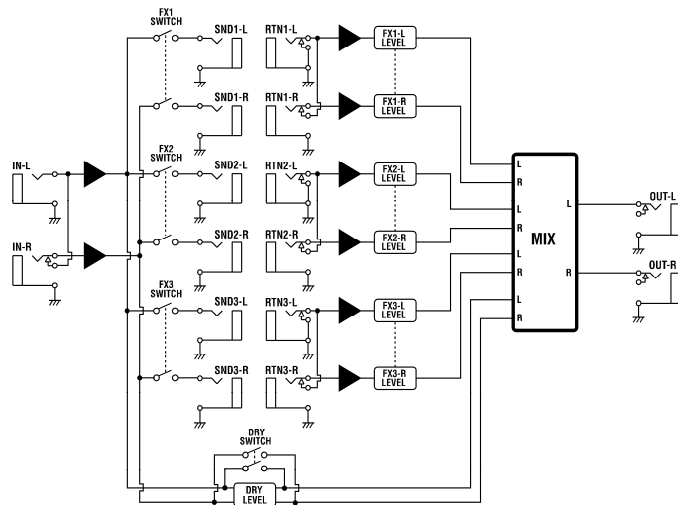 FX1
SWITCH
SND1-L
RTN1-L
FX1-L
LEVEL
SND1-R
RTN1-R
FX1-R
LEVEL
IN-L
FX2
SWITCH
SND2-L
RTN2-L
FX2-L
LEVEL
L
R
L
R
L
R
L
R
MIX
L
R
OUT-L
OUT-R
IN-R
SND2-R
RTN2-R
FX2-R
LEVEL
FX3
SWITCH
SND3-L
RTN3-L
FX3-L
LEVEL
SND3-R
RTN3-R
FX3-R
LEVEL
DRY
SWITCH
DRY
LEVEL